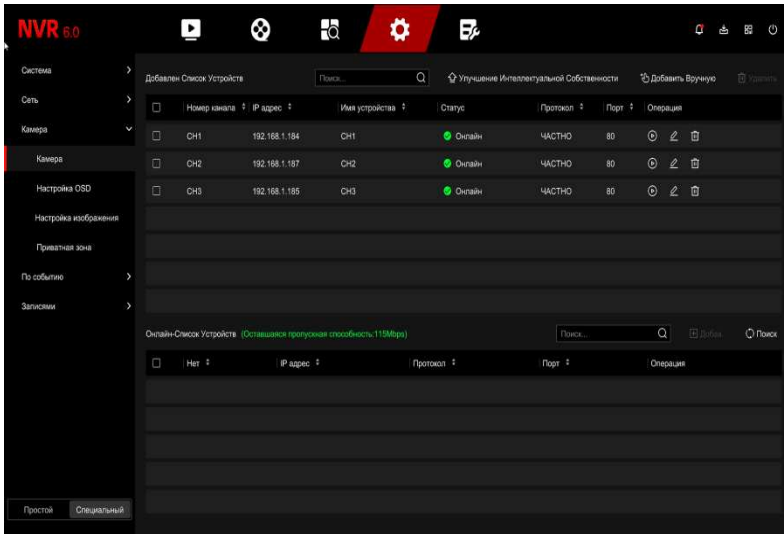 NVR 6.0
Система
Добавлен Список Устройств Поиск... Улучшение Интеллектуальной Собственности Добавить Вручную Удалить
Сеть
Номер канала IP адрес Имя устройства Статус Протокол Порт Операция
Камера
CH1 192.168.1.184 CH1 Онлайн ЧАСТНО 80
Камера
CH2 192.168.1.187 CH2 Онлайн ЧАСТНО 80
Настройка OSD
CH3 192.168.1.185 CH3 Онлайн ЧАСТНО 80
Настройка изображения
Приватная зона
По событию
Записями
Онлайн-Список Устройств (Оставшаяся пропускная способность:115Mbps) Поиск... Добав. Поиск
Нет IP адрес Протокол Порт Операция
Простой Специальный